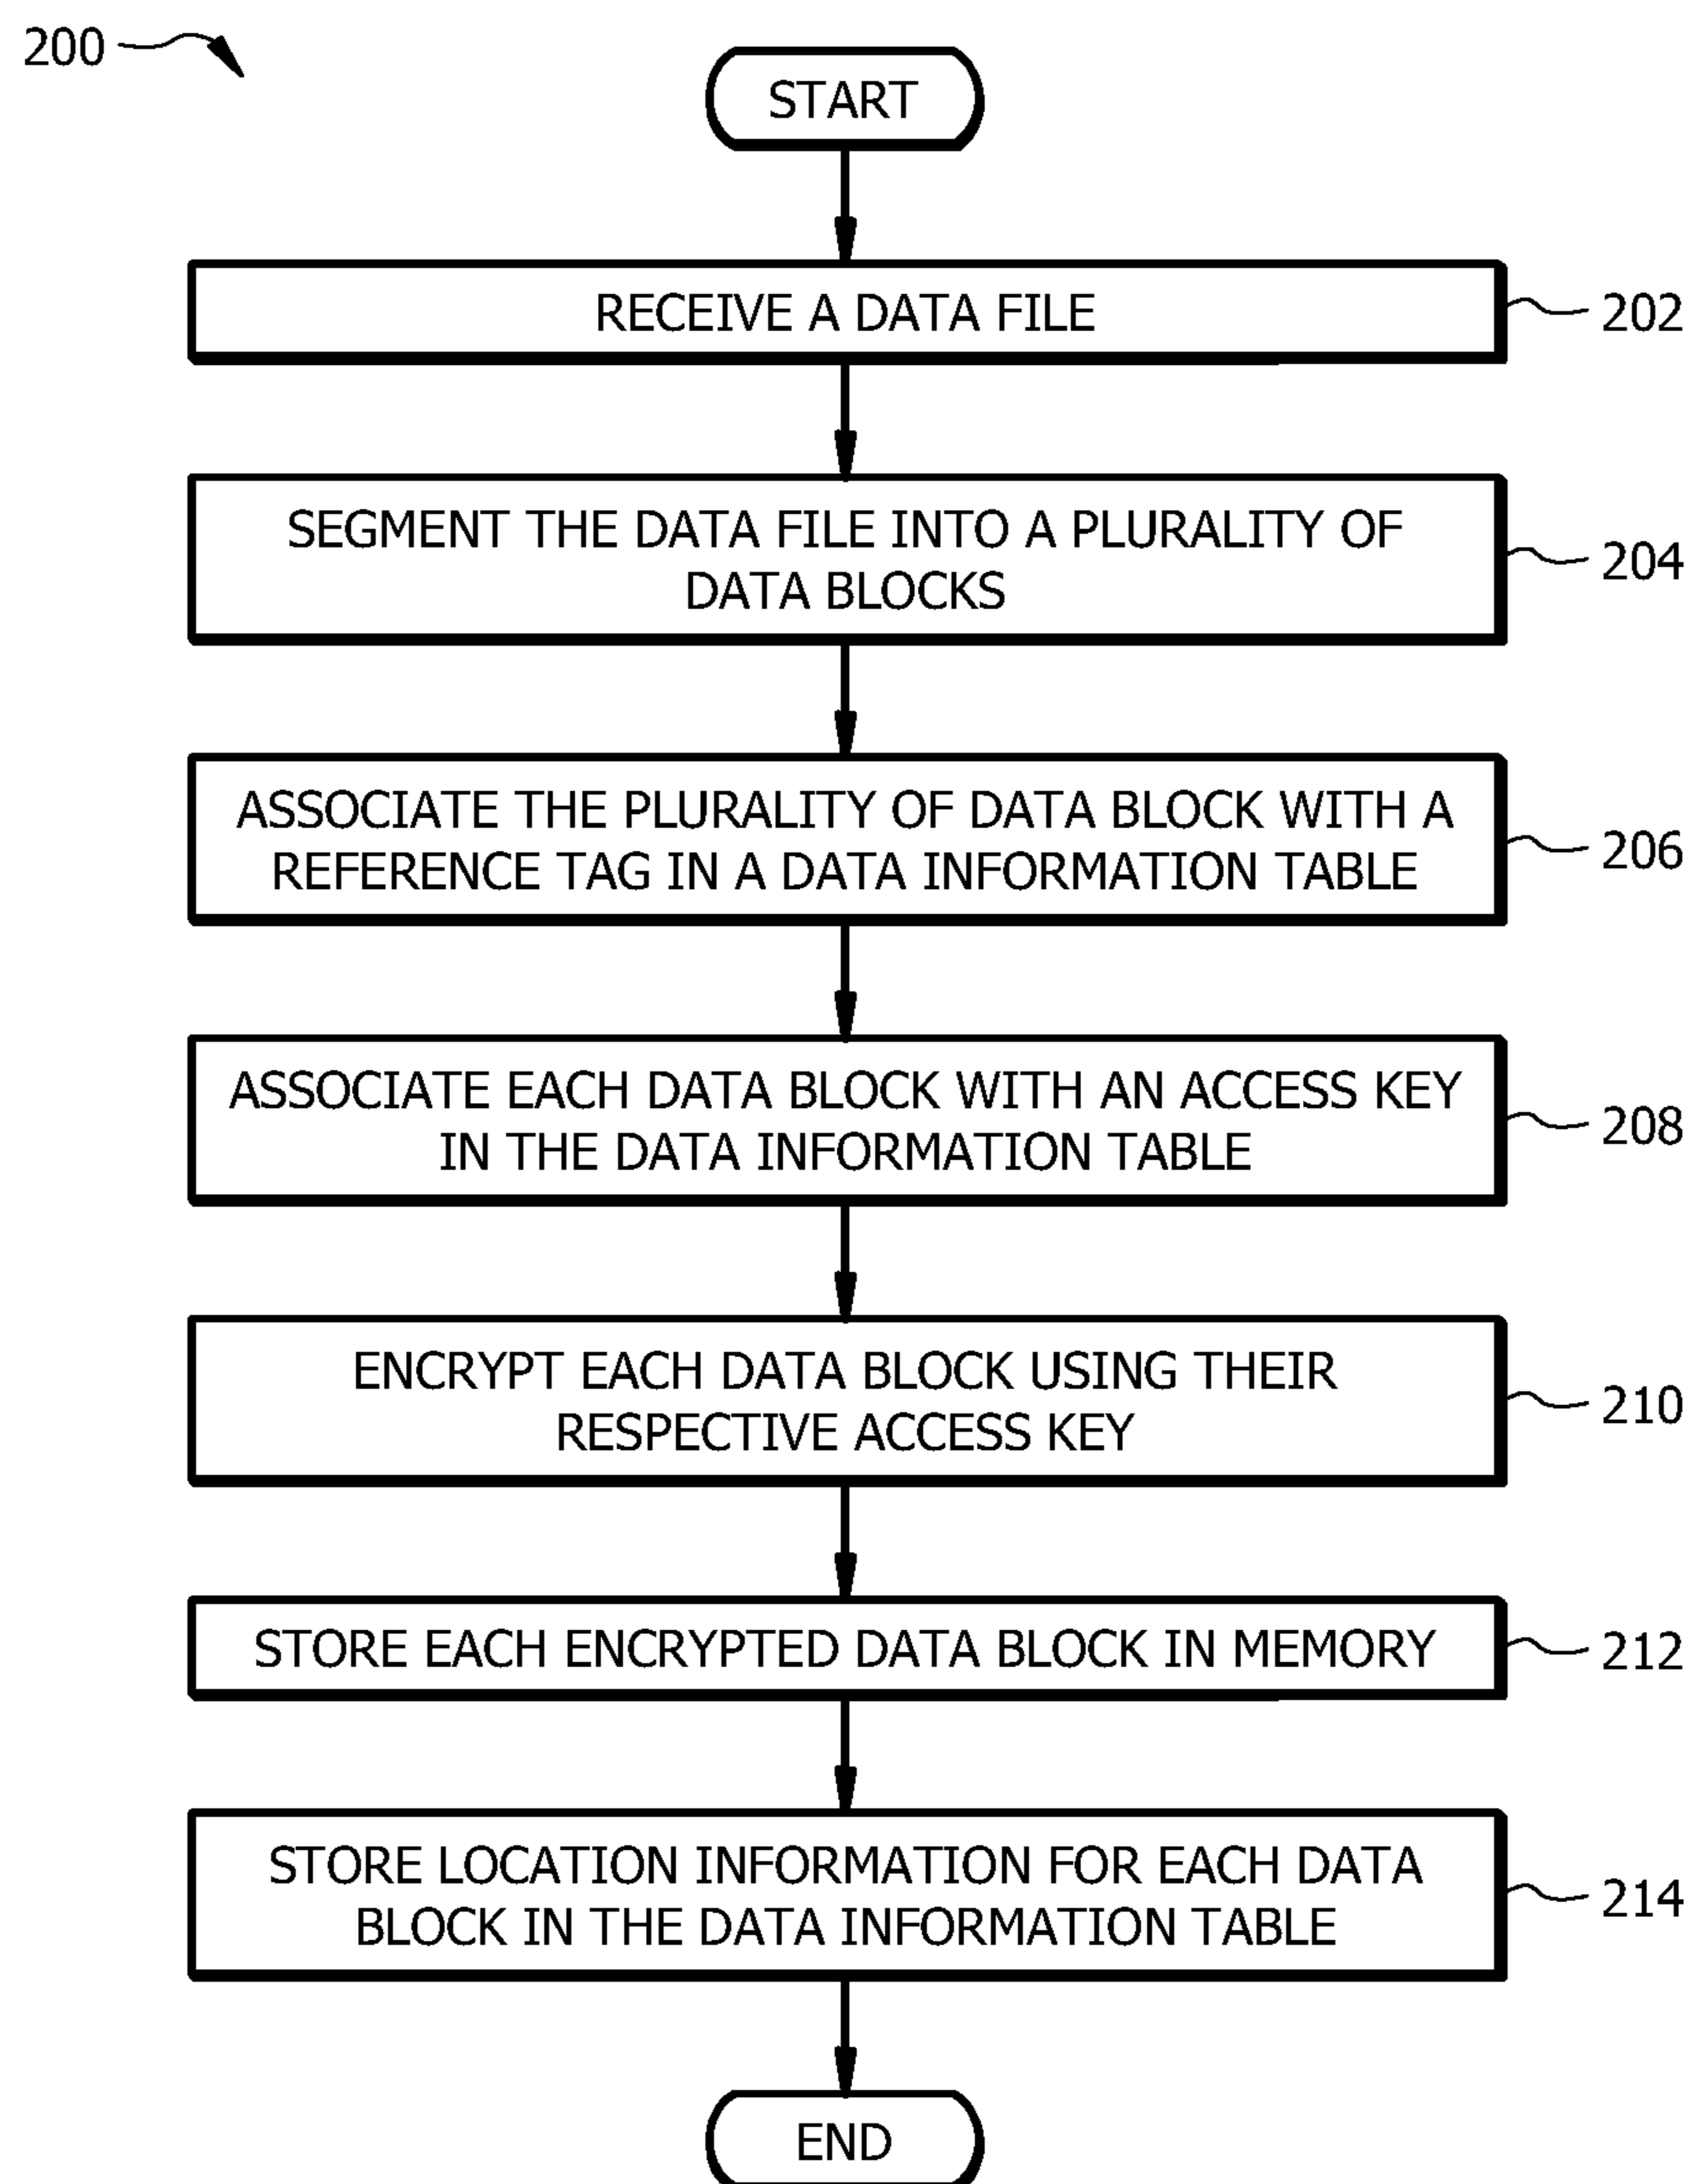 200
START
RECEIVE A DATA FILE
202
SEGMENT THE DATA FILE INTO A PLURALITY OF
DATA BLOCKS
204
ASSOCIATE THE PLURALITY OF DATA BLOCK WITH A
REFERENCE TAG IN A DATA INFORMATION TABLE
206
ASSOCIATE EACH DATA BLOCK WITH AN ACCESS KEY
IN THE DATA INFORMATION TABLE
208
ENCRYPT EACH DATA BLOCK USING THEIR
RESPECTIVE ACCESS KEY
210
STORE EACH ENCRYPTED DATA BLOCK IN MEMORY
212
STORE LOCATION INFORMATION FOR EACH DATA
BLOCK IN THE DATA INFORMATION TABLE
214
END